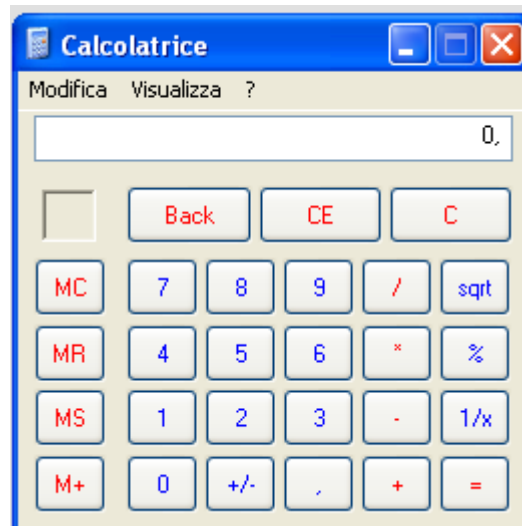 Calcolatrice
Modifica Visualizza ?
0,
Back CE C
MC 7 8 9 / sqrt
MR 4 5 6 * %
MS 1 2 3 - 1/x
M+ 0 +/- , + =